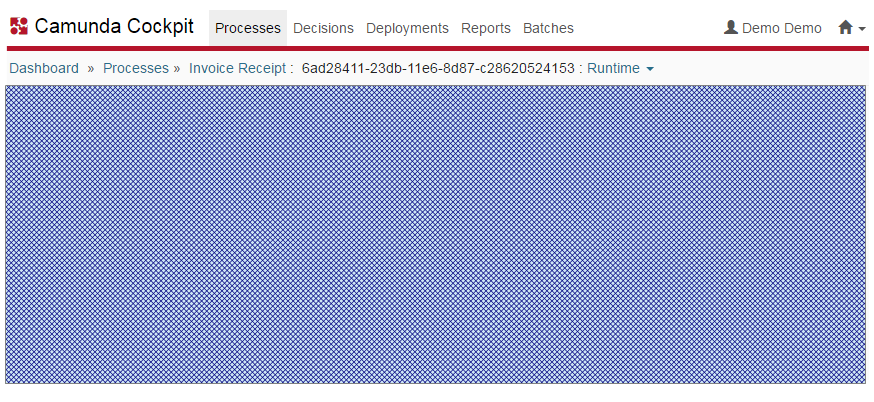 Camunda Cockpit Processes Decisions Deployments Reports Batches Demo Demo
Dashboard » Processes » Invoice Receipt : 6ad28411-23db-11e6-8d87-c28620524153 : Runtime